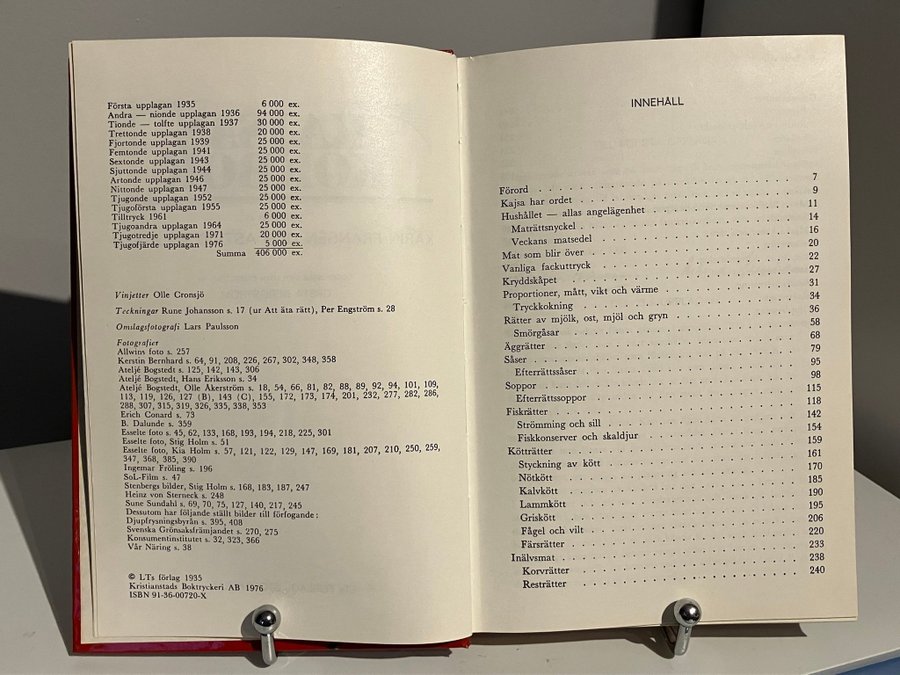 Första upplagan 1935 6 000 ex.
Andra — nionde upplagan 1936 94 000 ex.
Tionde — tolfte upplagan 1937 30 000 ex.
Trettonde upplagan 1938 20 000 ex.
Fjortonde upplagan 1939 25 000 ex.
Femtonde upplagan 1941 25 000 ex.
Sextonde upplagan 1943 25 000 ex.
Sjuttonde upplagan 1944 25 000 ex.
Artonde upplagan 1946 25 000 ex.
Nittonde upplagan 1947 25 000 ex.
Tjugonde upplagan 1952 25 000 ex.
Tjugoförsta upplagan 1955 25 000 ex.
Tilltryck 1961 6 000 ex.
Tjugoandra upplagan 1964 25 000 ex.
Tjugotredje upplagan 1971 20 000 ex.
Tjugofjärde upplagan 1976 5 000 ex.
Summa 406 000 ex.
Vinjetter Olle Cronsjö
Teckningar Rune Johansson s. 17 (ur Att äta rätt), Per Engström s. 28
Omslagsfotografi Lars Paulsson
Fotografier
Allwins foto s. 257
Kerstin Bernhard s. 64, 91, 208, 226, 267, 302, 348, 358
Ateljé Bogstedt s. 125, 142, 143, 306
Ateljé Bogstedt, Hans Eriksson s. 34
Ateljé Bogstedt, Olle Åkerström s. 18, 54, 66, 81, 82, 88, 89, 92, 94, 101, 109,
113, 119, 126, 127 (B), 143 (C), 155, 172, 173, 174, 201, 232, 277, 282, 286,
288, 307, 315, 319, 326, 335, 338, 353
Erich Conard s. 73
B. Dalunde s. 359
Esselte foto s. 45, 62, 133, 168, 193, 194, 218, 225, 301
Esselte foto, Stig Holm s. 51
Esselte foto, Kia Holm s. 57, 121, 122, 129, 147, 169, 181, 207, 210, 250, 259,
347, 368, 385, 390
Ingemar Fröling s. 196
SoL-Film s. 47
Stenbergs bilder, Stig Holm s. 168, 183, 187, 247
Heinz von Sterneck s. 248
Sune Sundahl s. 69, 70, 75, 127, 140, 217, 245
Dessutom har följande ställt bilder till förfogande:
Djupfrysningsbyrån s. 395, 408
Svenska Grönsaksfrämjandet s. 270, 275
Konsumentinstitutet s. 32, 323, 366
Vår Näring s. 38
© LTs förlag 1935
Kristianstads Boktryckeri AB 1976
ISBN 91-36-00720-X
INNEHÅLL
Förord . . . 7
Kajsa har ordet . . . 9
Hushållet — allas angelägenhet . . . 11
Maträttsnyckel . . . 14
Veckans matsedel . . . 16
Mat som blir över . . . 20
Vanliga fackuttryck . . . 22
Kryddskåpet . . . 27
Proportioner, mått, vikt och värme . . . 31
Tryckkokning . . . 34
Rätter av mjölk, ost, mjöl och gryn . . . 36
Smörgåsar . . . 58
Äggrätter . . . 68
Såser . . . 79
Efterrättssåser . . . 95
Soppor . . . 98
Efterrättssoppor . . . 115
Fiskrätter . . . 118
Strömming och sill . . . 142
Fiskkonserver och skaldjur . . . 154
Kötträtter . . . 159
Styckning av kött . . . 161
Nötkött . . . 170
Kalvkött . . . 185
Lammkött . . . 190
Griskött . . . 195
Fågel och vilt . . . 206
Färsrätter . . . 220
Inälvsmat . . . 233
Korvrätter . . . 238
Resträtter . . . 240